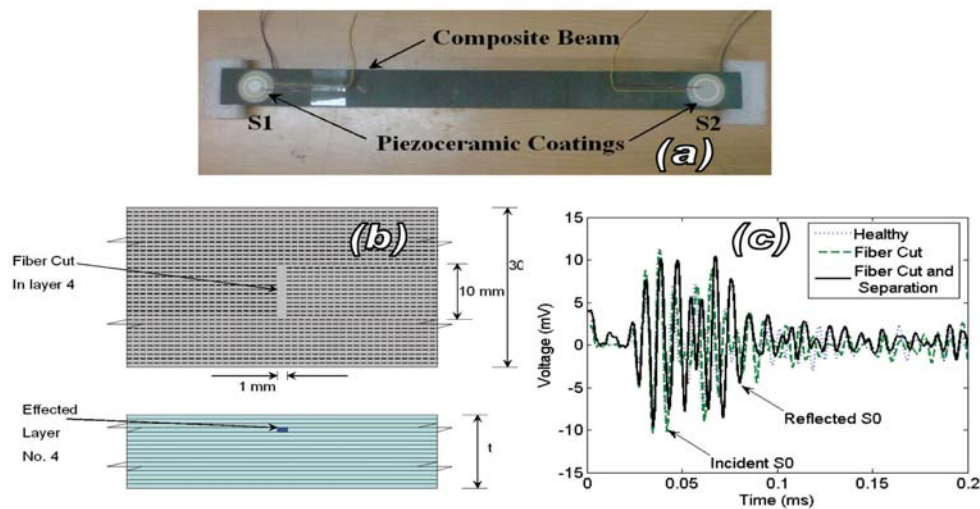 Composite Beam
S1
S2
Piezoceramic Coatings
(a)
(b)
Fiber Cut
In layer 4
10 mm
30
1 mm
Effected
Layer
No. 4
t
(c)
Healthy
Fiber Cut
Fiber Cut and
Separation
15
10
5
0
-5
-10
-15
Voltage (mV)
Reflected S0
Incident S0
0
0.05
0.1
0.15
0.2
Time (ms)